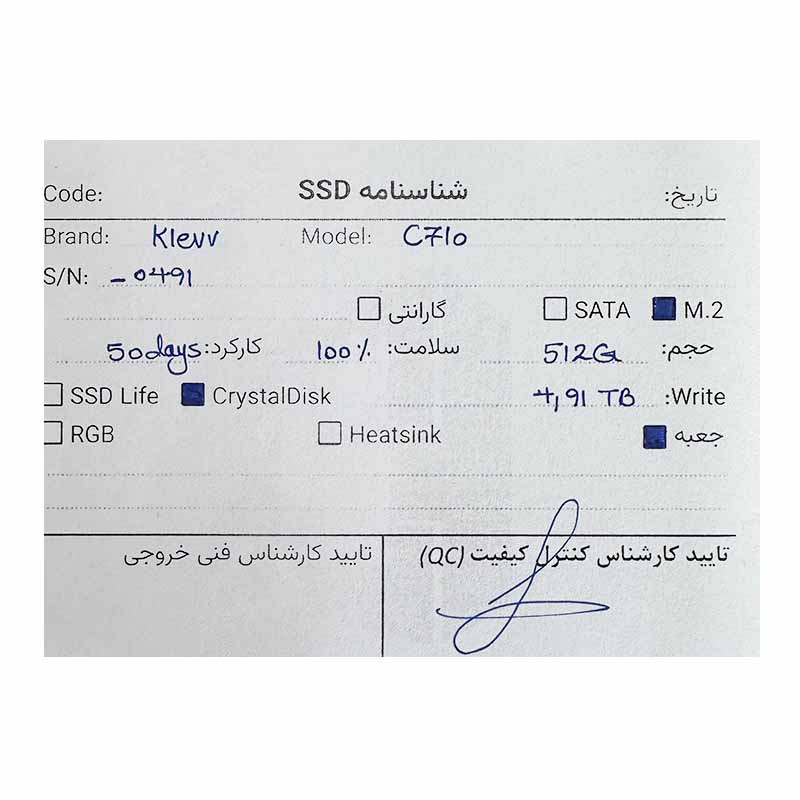 Code: شناسنامه SSD تاریخ:
Brand: Klevv Model: C710
S/N: - 0491
☐ گارانتی ☐ SATA ■ M.2
حجم: 512G سلامت: 100% کارکرد: 50days
☐ SSD Life ■ CrystalDisk 4,91 TB :Write
☐ RGB ☐ Heatsink ■ جعبه
تایید کارشناس کنترل کیفیت (QC) تایید کارشناس فنی خروجی